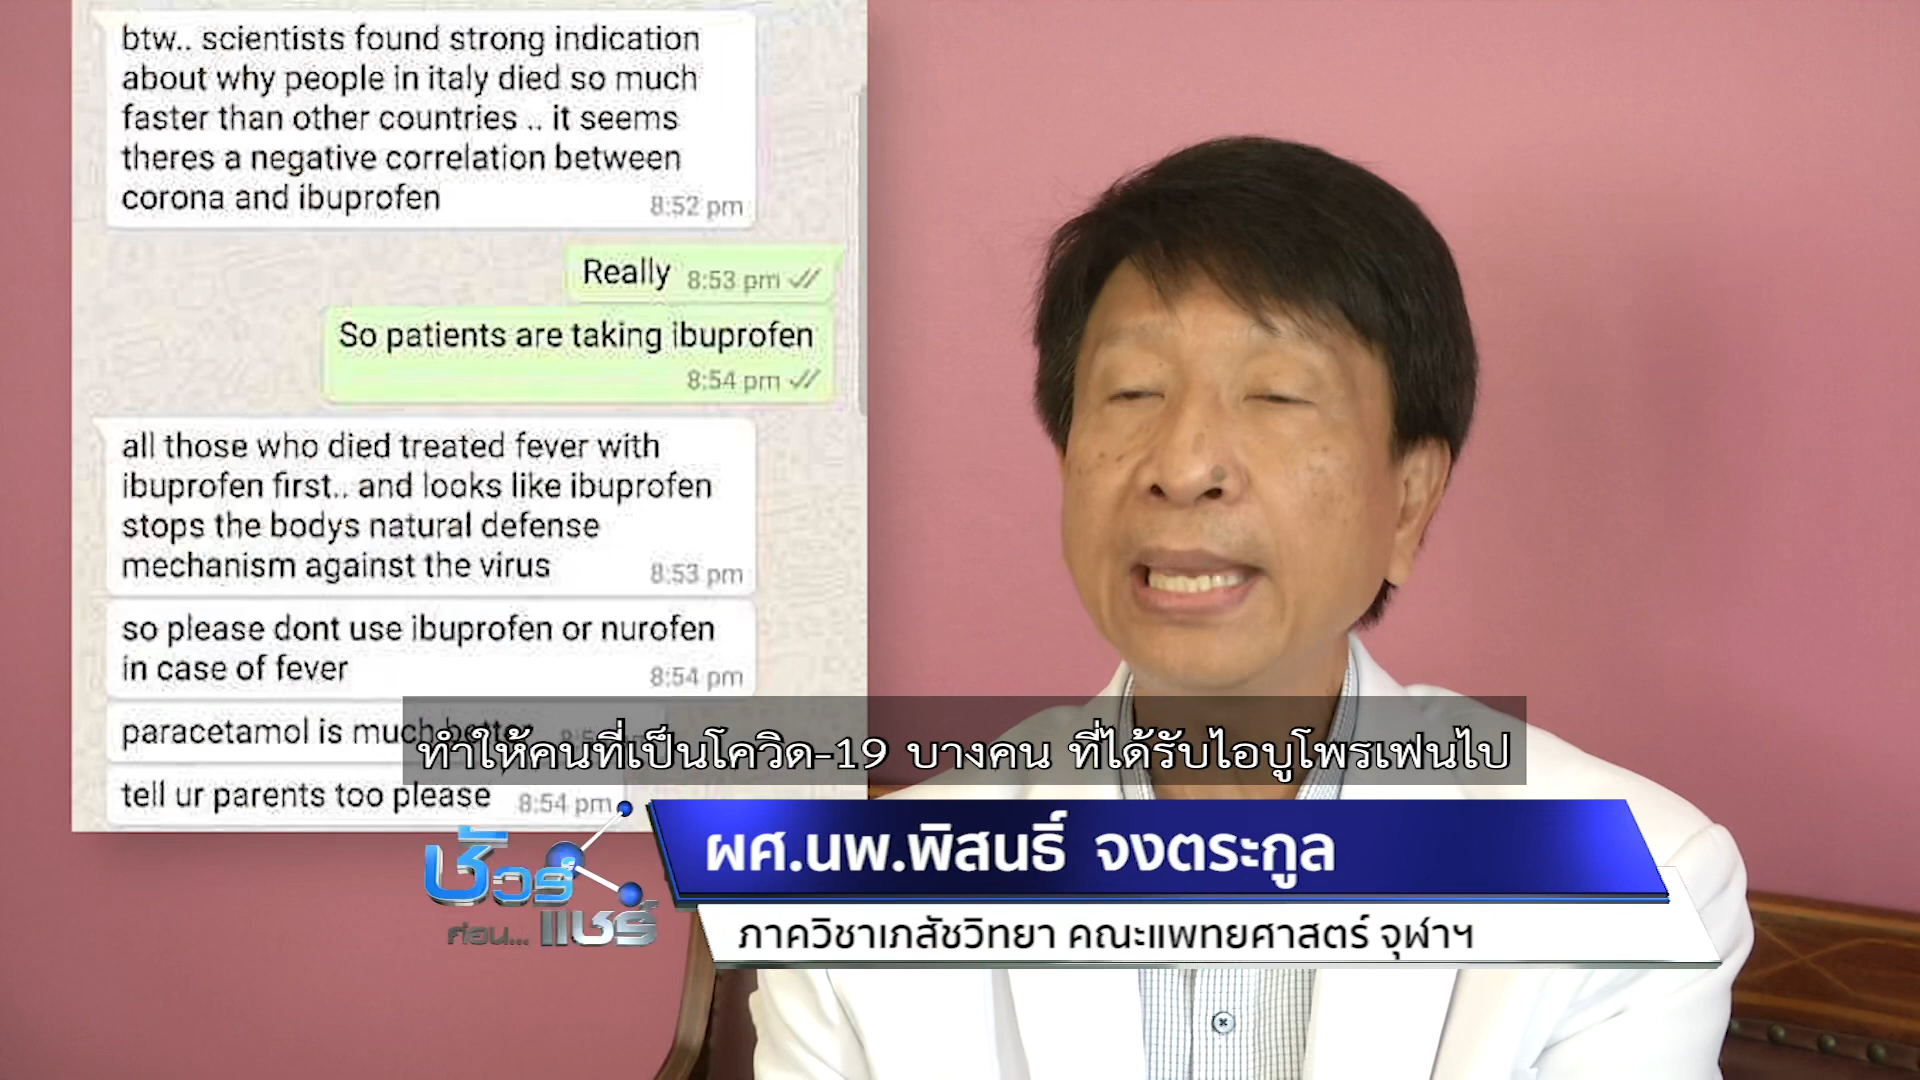 btw.. scientists found strong indication
about why people in italy died so much
faster than other countries .. it seems
theres a negative correlation between
corona and ibuprofen
8:52 pm
Really 8:53 pm
So patients are taking ibuprofen
8:54 pm
all those who died treated fever with
ibuprofen first.. and looks like ibuprofen
stops the bodys natural defense
mechanism against the virus
8:53 pm
so please dont use ibuprofen or nurofen
in case of fever
8:54 pm
paracetamol is much better
tell ur parents too please 8:54 pm
ทำให้คนที่เป็นโควิด-19 บางคน ที่ได้รับไอบูโพรเฟนไป
ชัวร์
ก่อน... แชร์
ผศ.นพ.พิสนธิ์ จงตระกูล
ภาควิชาเภสัชวิทยา คณะแพทยศาสตร์ จุฬาฯ